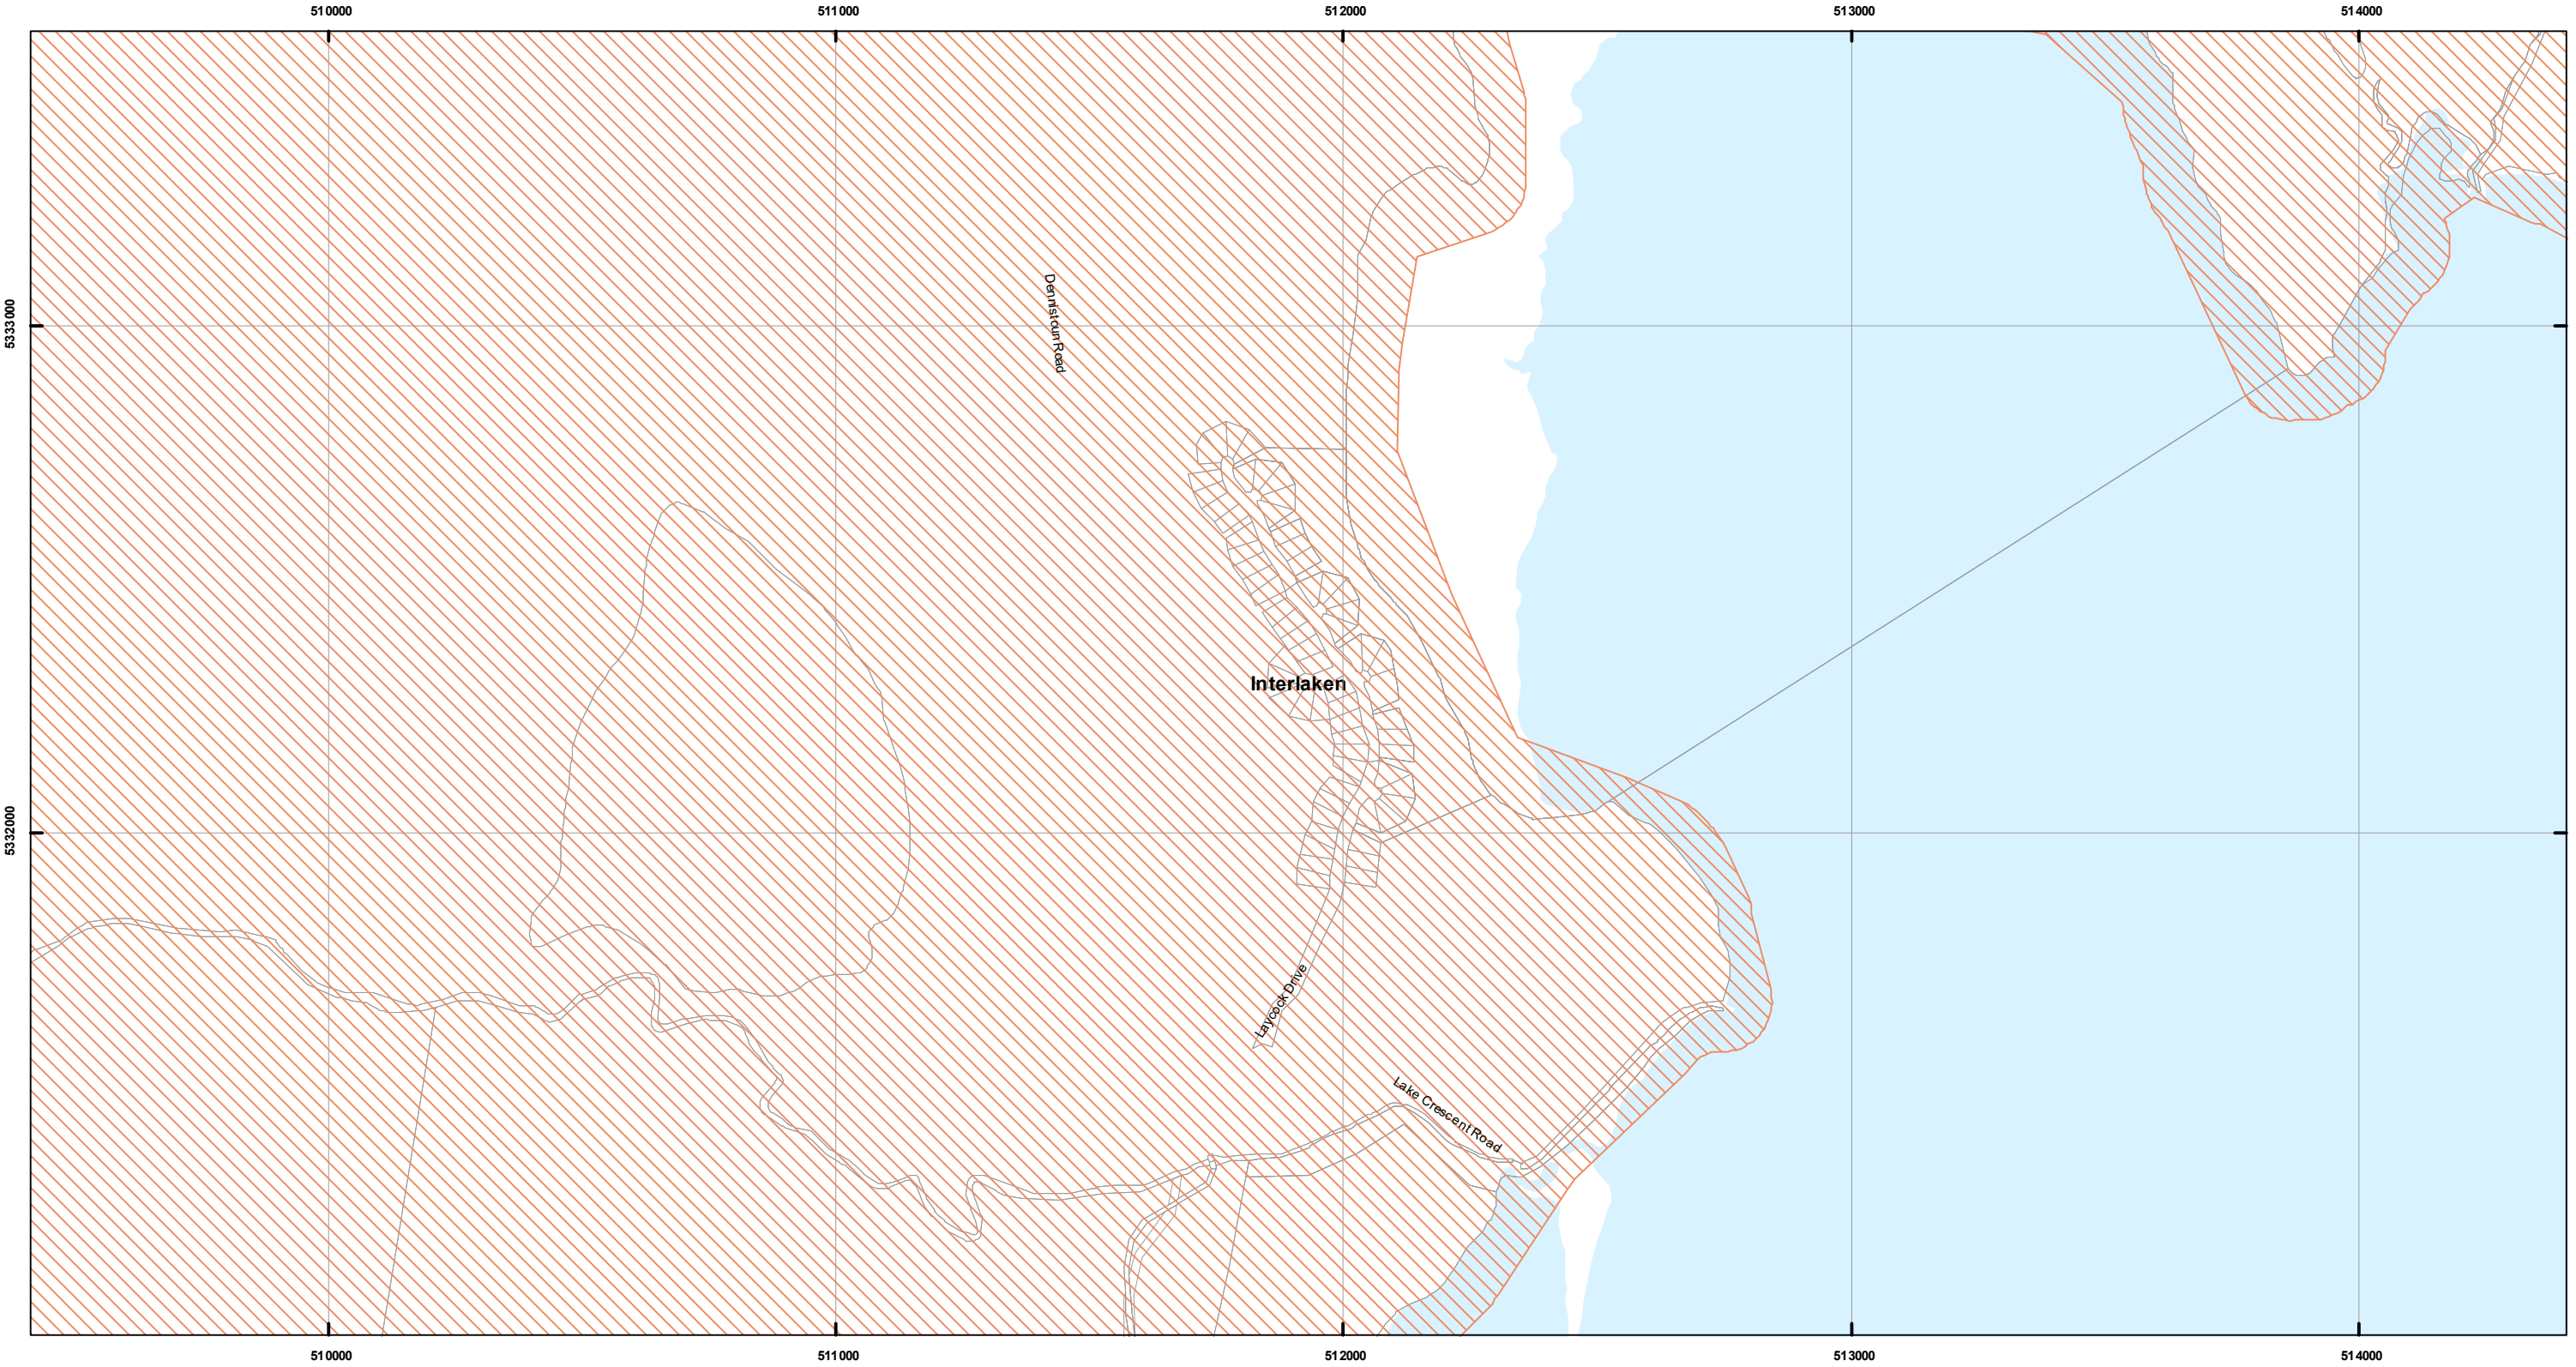 510000 511000 512000 513000 514000
5333000
Dennistoun Road
Interlaken
5332000
Laycock Drive
Lake Crescent Road
510000 511000 512000 513000 514000